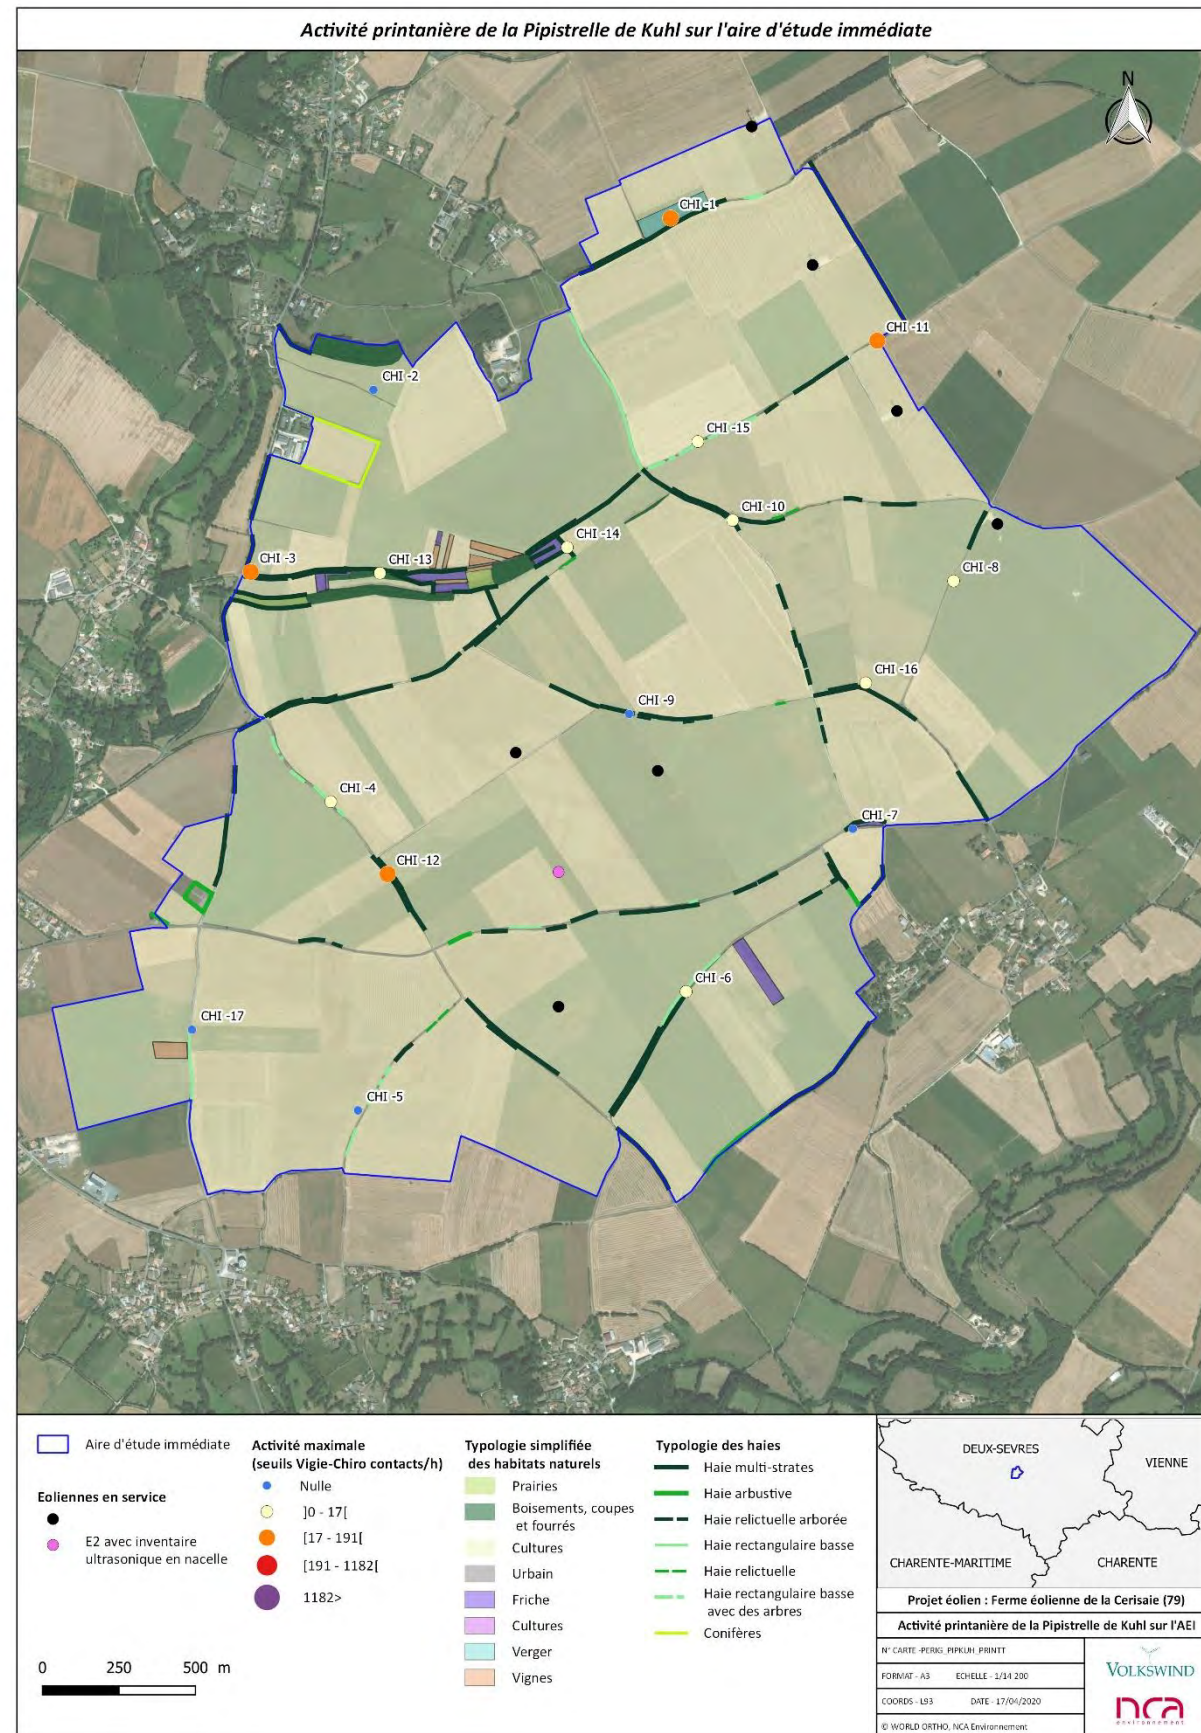 Activité printanière de la Pipistrelle de Kuhl sur l'aire d'étude immédiate
N
CHI -1
CHI -11
CHI -2
CHI -15
CHI -10
CHI -14
CHI -3
CHI -13
CHI -8
CHI -16
CHI -9
CHI -4
CHI -7
CHI -12
CHI -6
CHI -17
CHI -5
Aire d'étude immédiate
Eoliennes en service
E2 avec inventaire
ultrasonique en nacelle
0 250 500 m
Activité maximale
(seuils Vigie-Chiro contacts/h)
Nulle
]0 - 17[
[17 - 191[
[191 - 1182[
1182>
Typologie simplifiée
des habitats naturels
Prairies
Boisements, coupes
et fourrés
Cultures
Urbain
Friche
Cultures
Verger
Vignes
Typologie des haies
Haie multi-strates
Haie arbustive
Haie relictuelle arborée
Haie rectangulaire basse
Haie relictuelle
Haie rectangulaire basse
avec des arbres
Conifères
DEUX-SEVRES
VIENNE
CHARENTE-MARITIME
CHARENTE
Projet éolien : Ferme éolienne de la Cerisaie (79)
Activité printanière de la Pipistrelle de Kuhl sur l'AEI
N° CARTE -PERIG_PIPKUH_PRINTT
FORMAT - A3 ECHELLE - 1/14 200
COORDS - L93 DATE - 17/04/2020
© WORLD ORTHO, NCA Environnement
VOLKSWIND
nca
environnement